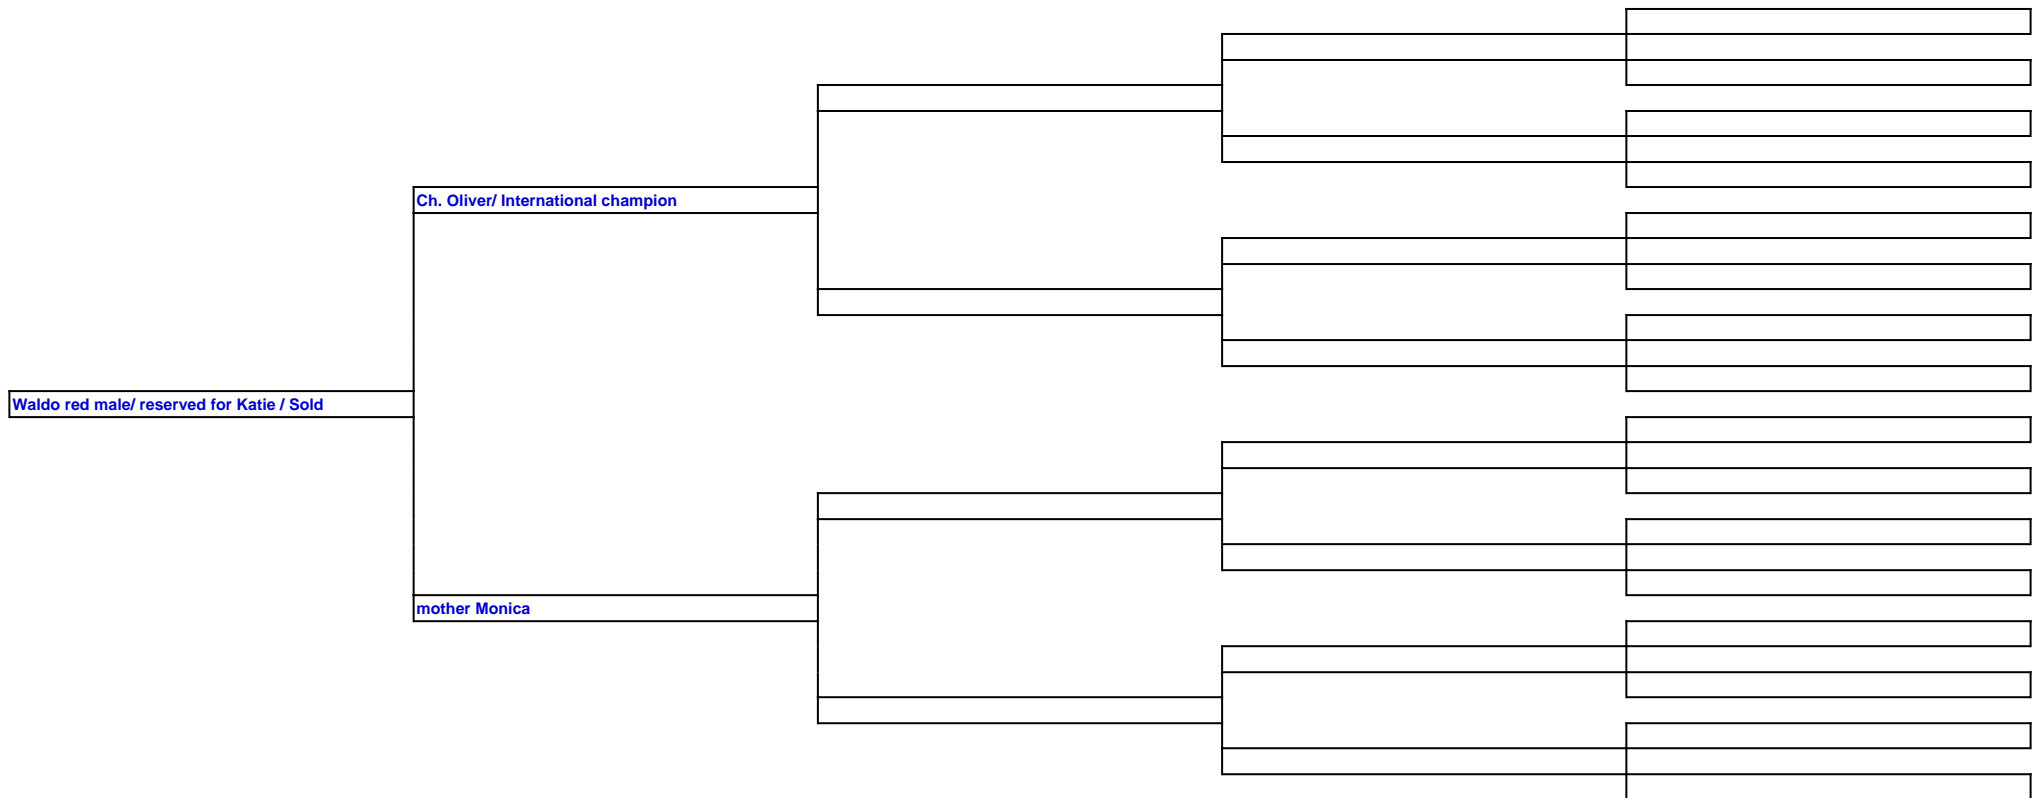 Ch. Oliver/ International champion
Waldo red male/ reserved for Katie / Sold
mother Monica